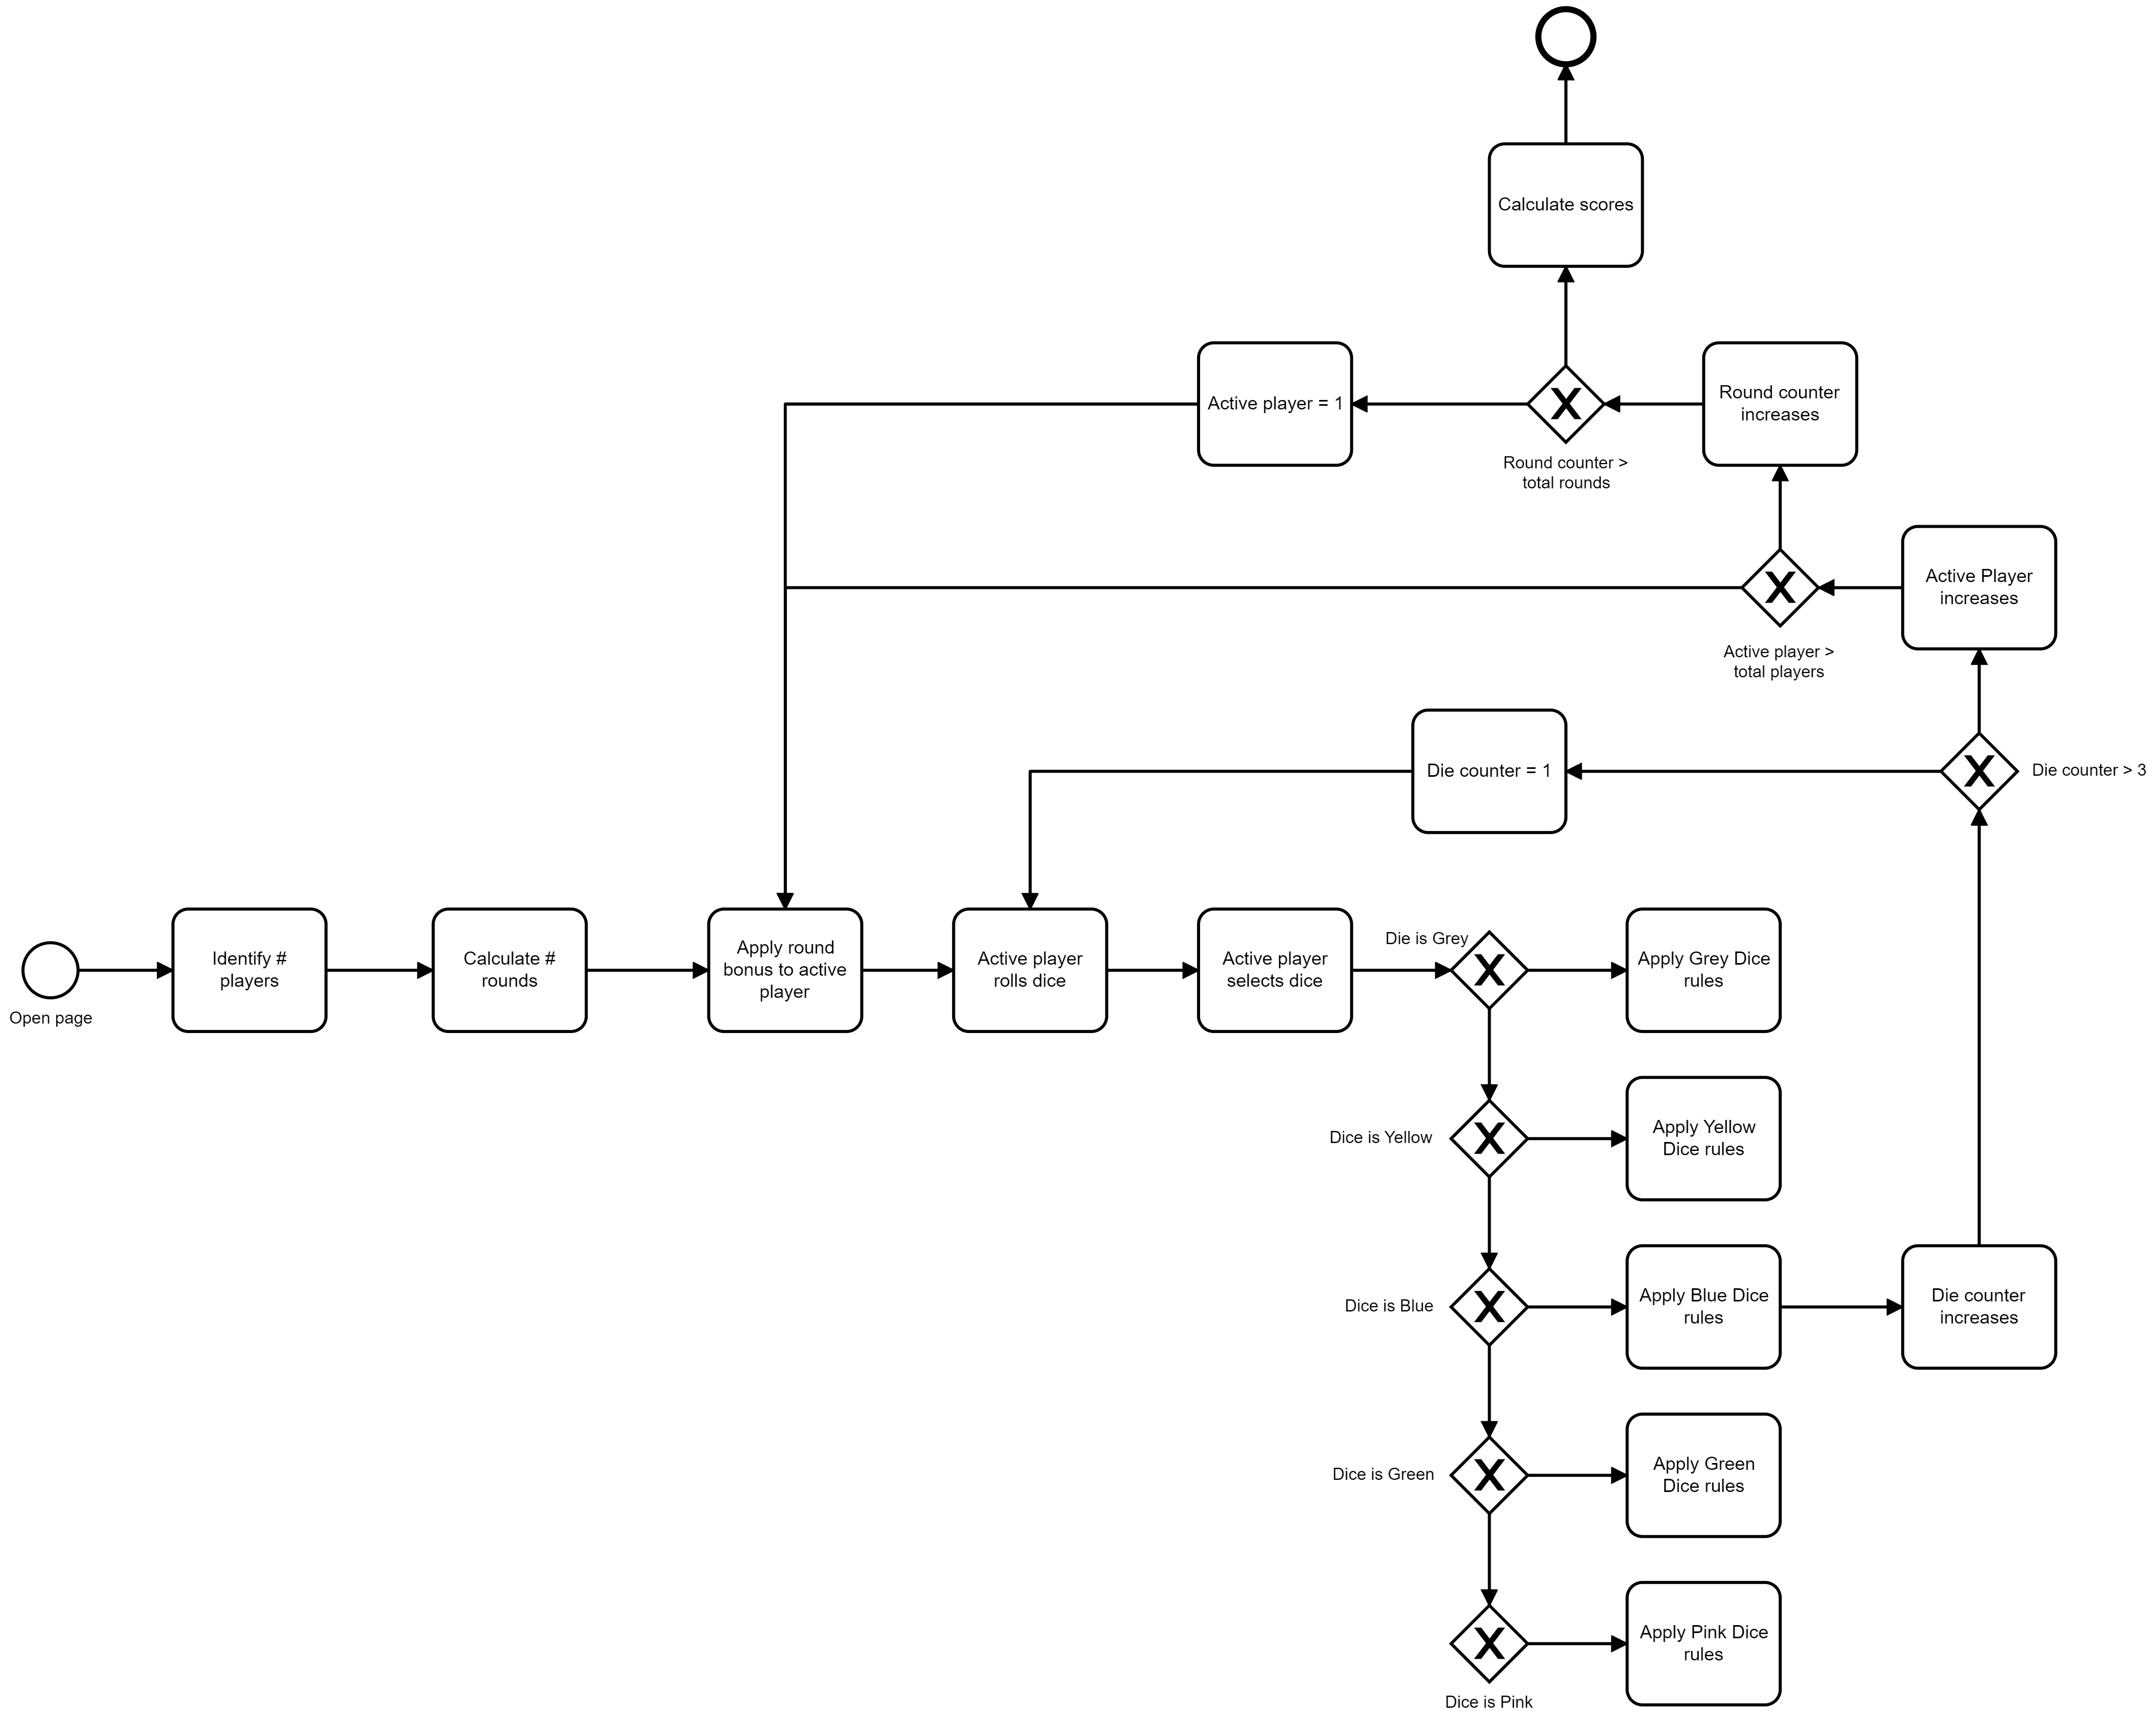 Calculate scores
Active player = 1
Round counter >
total rounds
Round counter
increases
Active Player
increases
Active player >
total players
Die counter = 1
Die counter > 3
Open page
Identify #
players
Calculate #
rounds
Apply round
bonus to active
player
Active player
rolls dice
Active player
selects dice
Die is Grey
Apply Grey Dice
rules
Dice is Yellow
Apply Yellow
Dice rules
Dice is Blue
Apply Blue Dice
rules
Die counter
increases
Dice is Green
Apply Green
Dice rules
Dice is Pink
Apply Pink Dice
rules